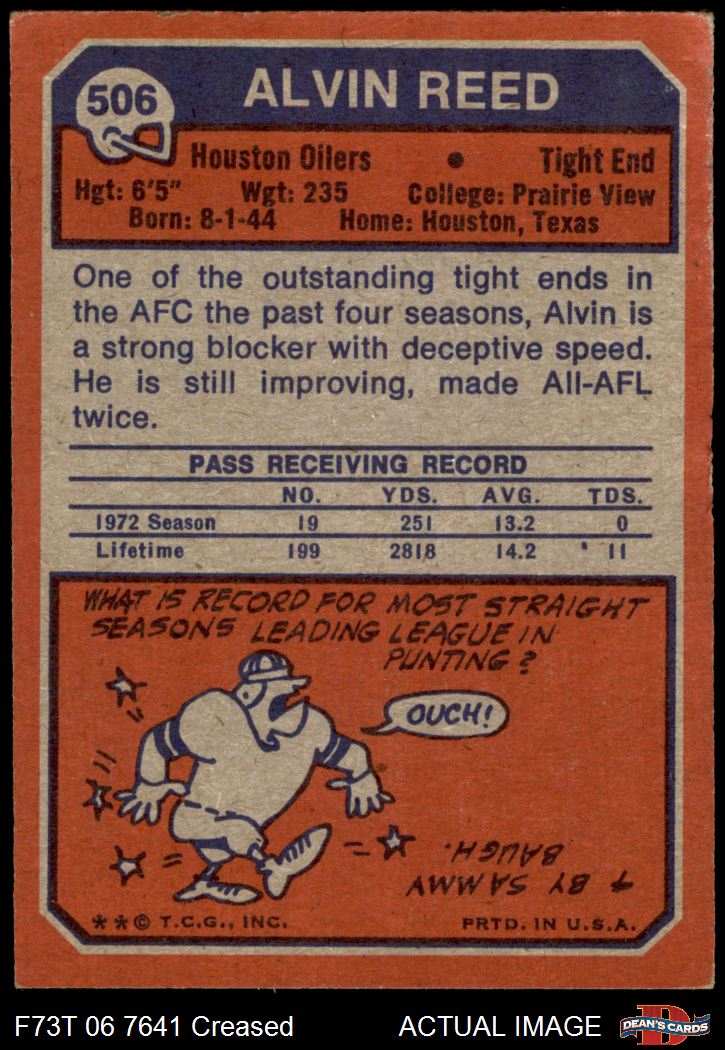 506
ALVIN REED
Houston Oilers • Tight End
Hgt: 6'5" Wgt: 235 College: Prairie View
Born: 8-1-44 Home: Houston, Texas
One of the outstanding tight ends in
the AFC the past four seasons, Alvin is
a strong blocker with deceptive speed.
He is still improving, made All-AFL
twice.
PASS RECEIVING RECORD
NO. YDS. AVG. TDS.
1972 Season 19 251 13.2 0
Lifetime 199 2818 14.2 11
WHAT IS RECORD FOR MOST STRAIGHT
SEASONS LEADING LEAGUE IN
PUNTING?
OUCH!
4 BY SAMMY
BAUGH.
**© T.C.G., INC. PRTD. IN U.S.A.
F73T 06 7641 Creased ACTUAL IMAGE
D
DEAN'S CARDS